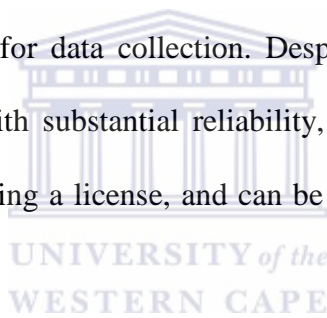 for data collection. Desp
ith substantial reliability,
ing a license, and can be
UNIVERSITY of the
WESTERN CAPE